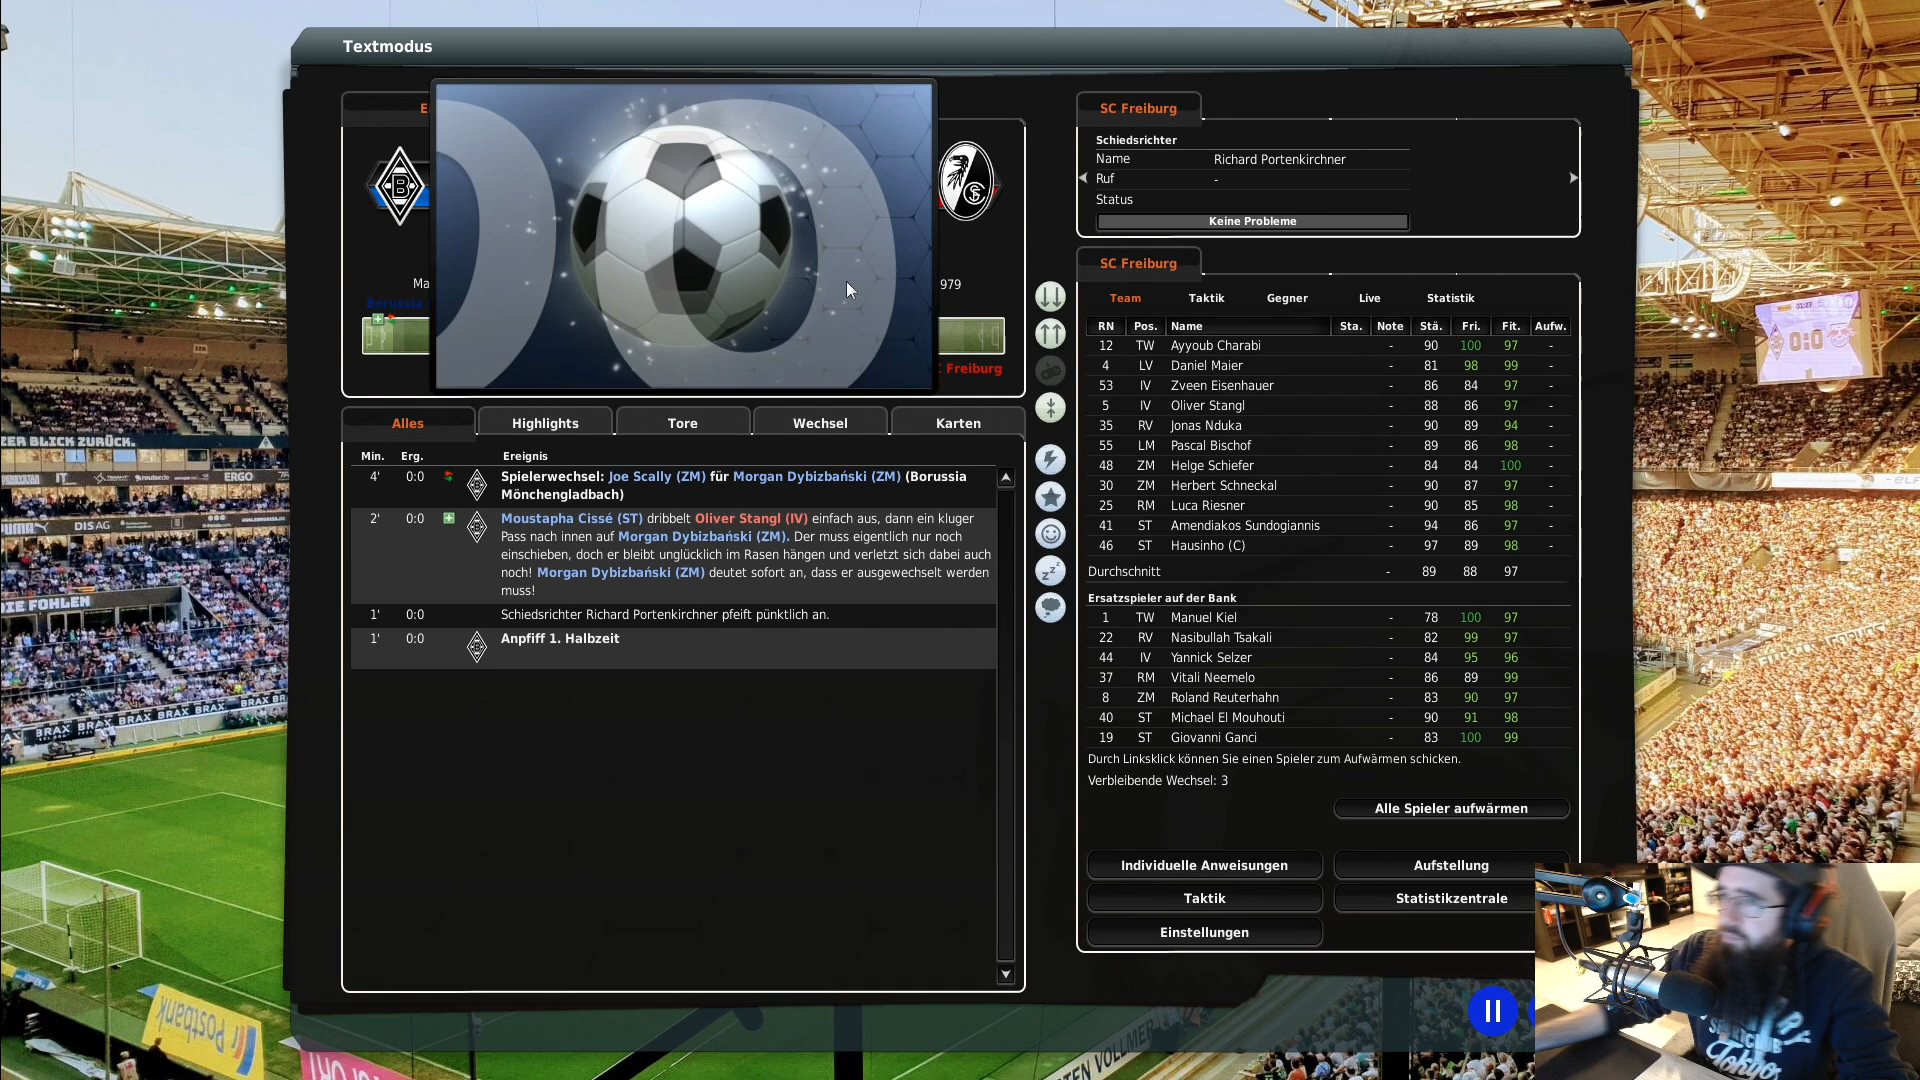 Textmodus
Ma
979
Borussia
Freiburg
Alles Highlights Tore Wechsel Karten
Min. Erg. Ereignis
4' 0:0 Spielerwechsel: Joe Scally (ZM) für Morgan Dybizbański (ZM) (Borussia
Mönchengladbach)
2' 0:0 Moustapha Cissé (ST) dribbelt Oliver Stangl (IV) einfach aus, dann ein kluger
Pass nach innen auf Morgan Dybizbański (ZM). Der muss eigentlich nur noch
einschieben, doch er bleibt unglücklich im Rasen hängen und verletzt sich dabei auch
noch! Morgan Dybizbański (ZM) deutet sofort an, dass er ausgewechselt werden
muss!
1' 0:0 Schiedsrichter Richard Portenkirchner pfeift pünktlich an.
1' 0:0 Anpfiff 1. Halbzeit
SC Freiburg
Schiedsrichter
Name Richard Portenkirchner
Ruf -
Status
Keine Probleme
SC Freiburg
Team Taktik Gegner Live Statistik
RN Pos. Name Sta. Note Stä. Fri. Fit. Aufw.
12 TW Ayyoub Charabi - 90 100 97 -
4 LV Daniel Maier - 81 98 99 -
53 IV Zveen Eisenhauer - 86 84 97 -
5 IV Oliver Stangl - 88 86 97 -
35 RV Jonas Nduka - 90 89 94 -
55 LM Pascal Bischof - 89 86 98 -
48 ZM Helge Schiefer - 84 84 100 -
30 ZM Herbert Schneckal - 90 87 97 -
25 RM Luca Riesner - 90 85 98 -
41 ST Amendiakos Sundogiannis - 94 86 97 -
46 ST Hausinho (C) - 97 89 98 -
Durchschnitt - 89 88 97
Ersatzspieler auf der Bank
1 TW Manuel Kiel - 78 100 97
22 RV Nasibullah Tsakali - 82 99 97
44 IV Yannick Selzer - 84 95 96
37 RM Vitali Neemelo - 86 89 99
8 ZM Roland Reuterhahn - 83 90 97
40 ST Michael El Mouhouti - 90 91 98
19 ST Giovanni Ganci - 83 100 99
Durch Linksklick können Sie einen Spieler zum Aufwärmen schicken.
Verbleibende Wechsel: 3
Alle Spieler aufwärmen
Individuelle Anweisungen Aufstellung
Taktik Statistikzentrale
Einstellungen
ZER BLICK ZURÜCK.
ERGO
PUMA DISAG
DIE FOHLEN
BRAX BRAX BRAX BRAX BRAX
Postbank
0:0